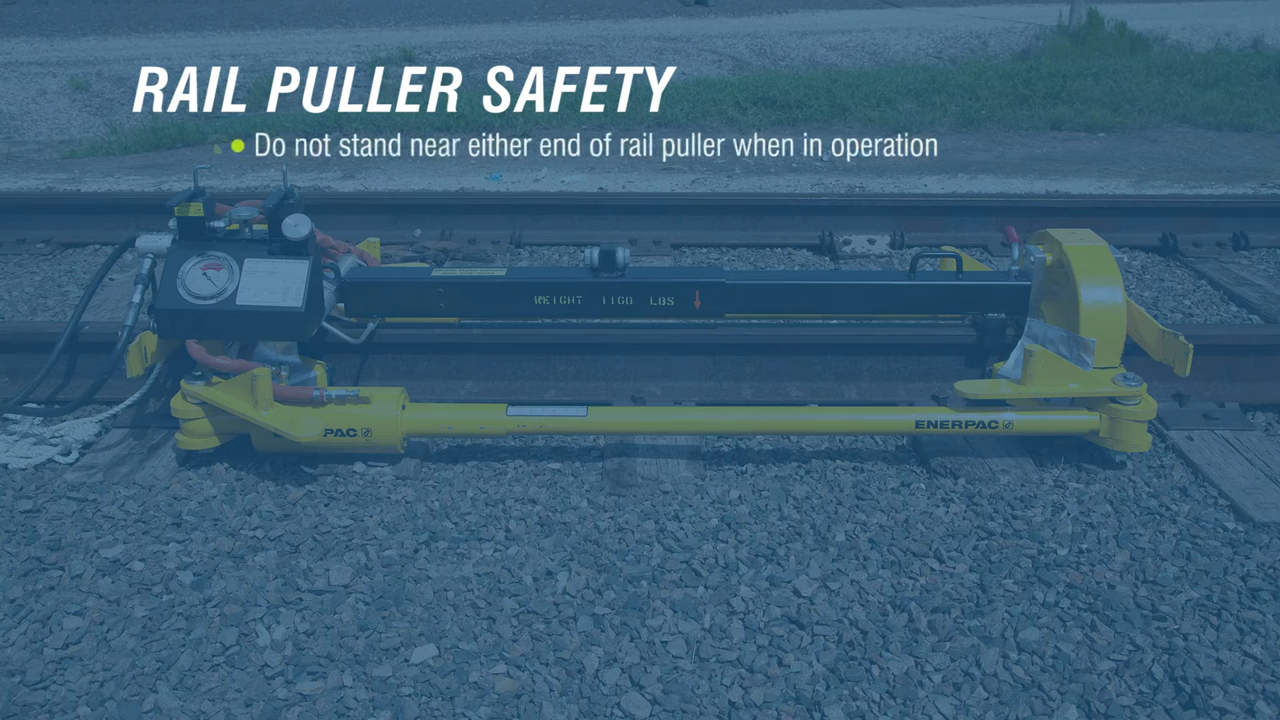 RAIL PULLER SAFETY
Do not stand near either end of rail puller when in operation
WEIGHT 1160 LBS
PAC
ENERPAC